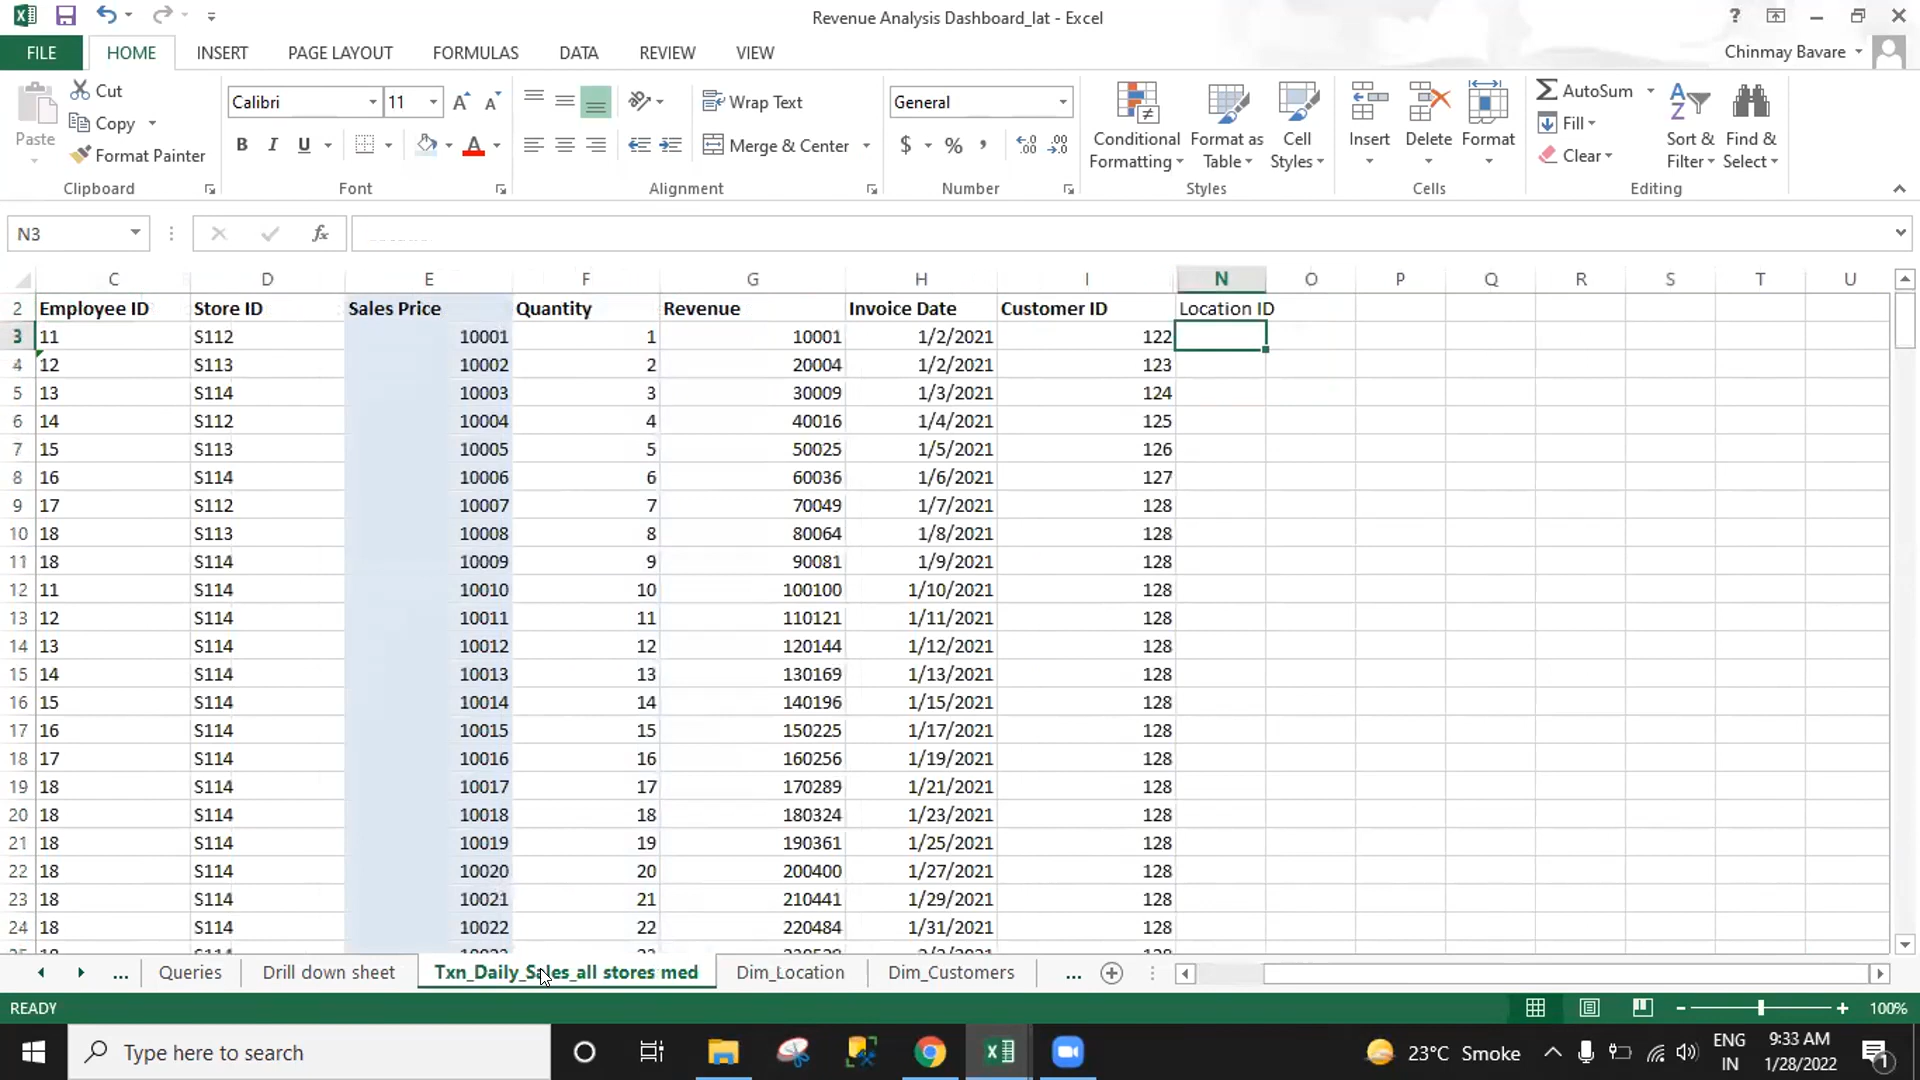 Revenue Analysis Dashboard_lat - Excel
FILE HOME INSERT PAGE LAYOUT FORMULAS DATA REVIEW VIEW Chinmay Bavare
Paste Cut Copy Format Painter
Calibri 11 B I U
Wrap Text Merge & Center
General $ % ,
Conditional Formatting Format as Table Cell Styles
Insert Delete Format
AutoSum Fill Clear Sort & Filter Find & Select
Clipboard Font Alignment Number Styles Cells Editing
N3 fx
C D E F G H I N O P Q R S T U
2 Employee ID Store ID Sales Price Quantity Revenue Invoice Date Customer ID Location ID
3 11 S112 10001 1 10001 1/2/2021 122
4 12 S113 10002 2 20004 1/2/2021 123
5 13 S114 10003 3 30009 1/3/2021 124
6 14 S112 10004 4 40016 1/4/2021 125
7 15 S113 10005 5 50025 1/5/2021 126
8 16 S114 10006 6 60036 1/6/2021 127
9 17 S112 10007 7 70049 1/7/2021 128
10 18 S113 10008 8 80064 1/8/2021 128
11 18 S114 10009 9 90081 1/9/2021 128
12 11 S114 10010 10 100100 1/10/2021 128
13 12 S114 10011 11 110121 1/11/2021 128
14 13 S114 10012 12 120144 1/12/2021 128
15 14 S114 10013 13 130169 1/13/2021 128
16 15 S114 10014 14 140196 1/15/2021 128
17 16 S114 10015 15 150225 1/17/2021 128
18 17 S114 10016 16 160256 1/19/2021 128
19 18 S114 10017 17 170289 1/21/2021 128
20 18 S114 10018 18 180324 1/23/2021 128
21 18 S114 10019 19 190361 1/25/2021 128
22 18 S114 10020 20 200400 1/27/2021 128
23 18 S114 10021 21 210441 1/29/2021 128
24 18 S114 10022 22 220484 1/31/2021 128
... Queries Drill down sheet Txn_Daily_Sales_all stores med Dim_Location Dim_Customers ...
READY 100%
Type here to search 23°C Smoke ENG IN 9:33 AM 1/28/2022 1